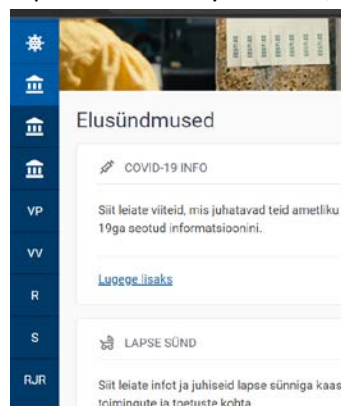 Elusündmused
COVID-19 INFO
Siit leiate viiteid, mis juhatavad teid ametliku
19ga seotud informatsioonini.
Lugege lisaks
LAPSE SÜND
Siit leiate infot ja juhiseid lapse sünniga kaas
toimingute ja toetuste kohta
VP
VV
R
S
RJR